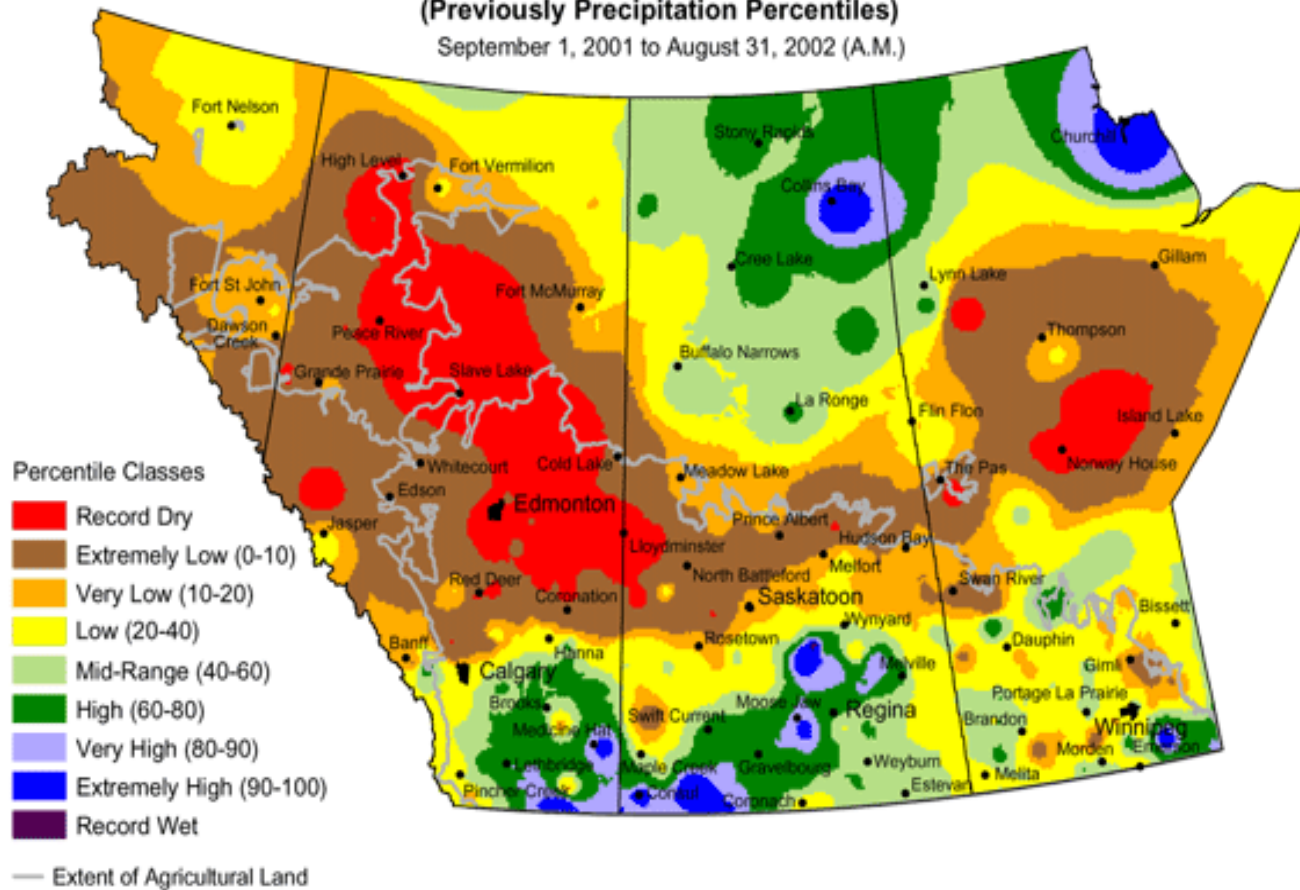 (Previously Precipitation Percentiles)
September 1, 2001 to August 31, 2002 (A.M.)
Fort Nelson
High Level
Fort Vermilion
Stony Rapids
Churchill
Collins Bay
Fort St John
Dawson
Creek
Peace River
Fort McMurray
Cree Lake
Lynn Lake
Gillam
Thompson
Grande Prairie
Slave Lake
Buffalo Narrows
La Ronge
Flin Flon
Island Lake
Whitecourt
Cold Lake
Meadow Lake
The Pas
Norway House
Edson
Edmonton
Jasper
Lloydminster
Prince Albert
Hudson Bay
Red Deer
Coronation
North Battleford
Melfort
Saskatoon
Swan River
Bissett
Banff
Hanna
Rosetown
Wynyard
Dauphin
Gimli
Calgary
Melville
Brooks
Swift Current
Moose Jaw
Regina
Portage La Prairie
Brandon
Winnipeg
Medicine Hat
Lethbridge
Maple Creek
Gravelbourg
Weyburn
Morden
Emerson
Pincher Creek
Consul
Coronach
Estevan
Melita
Percentile Classes
Record Dry
Extremely Low (0-10)
Very Low (10-20)
Low (20-40)
Mid-Range (40-60)
High (60-80)
Very High (80-90)
Extremely High (90-100)
Record Wet
Extent of Agricultural Land